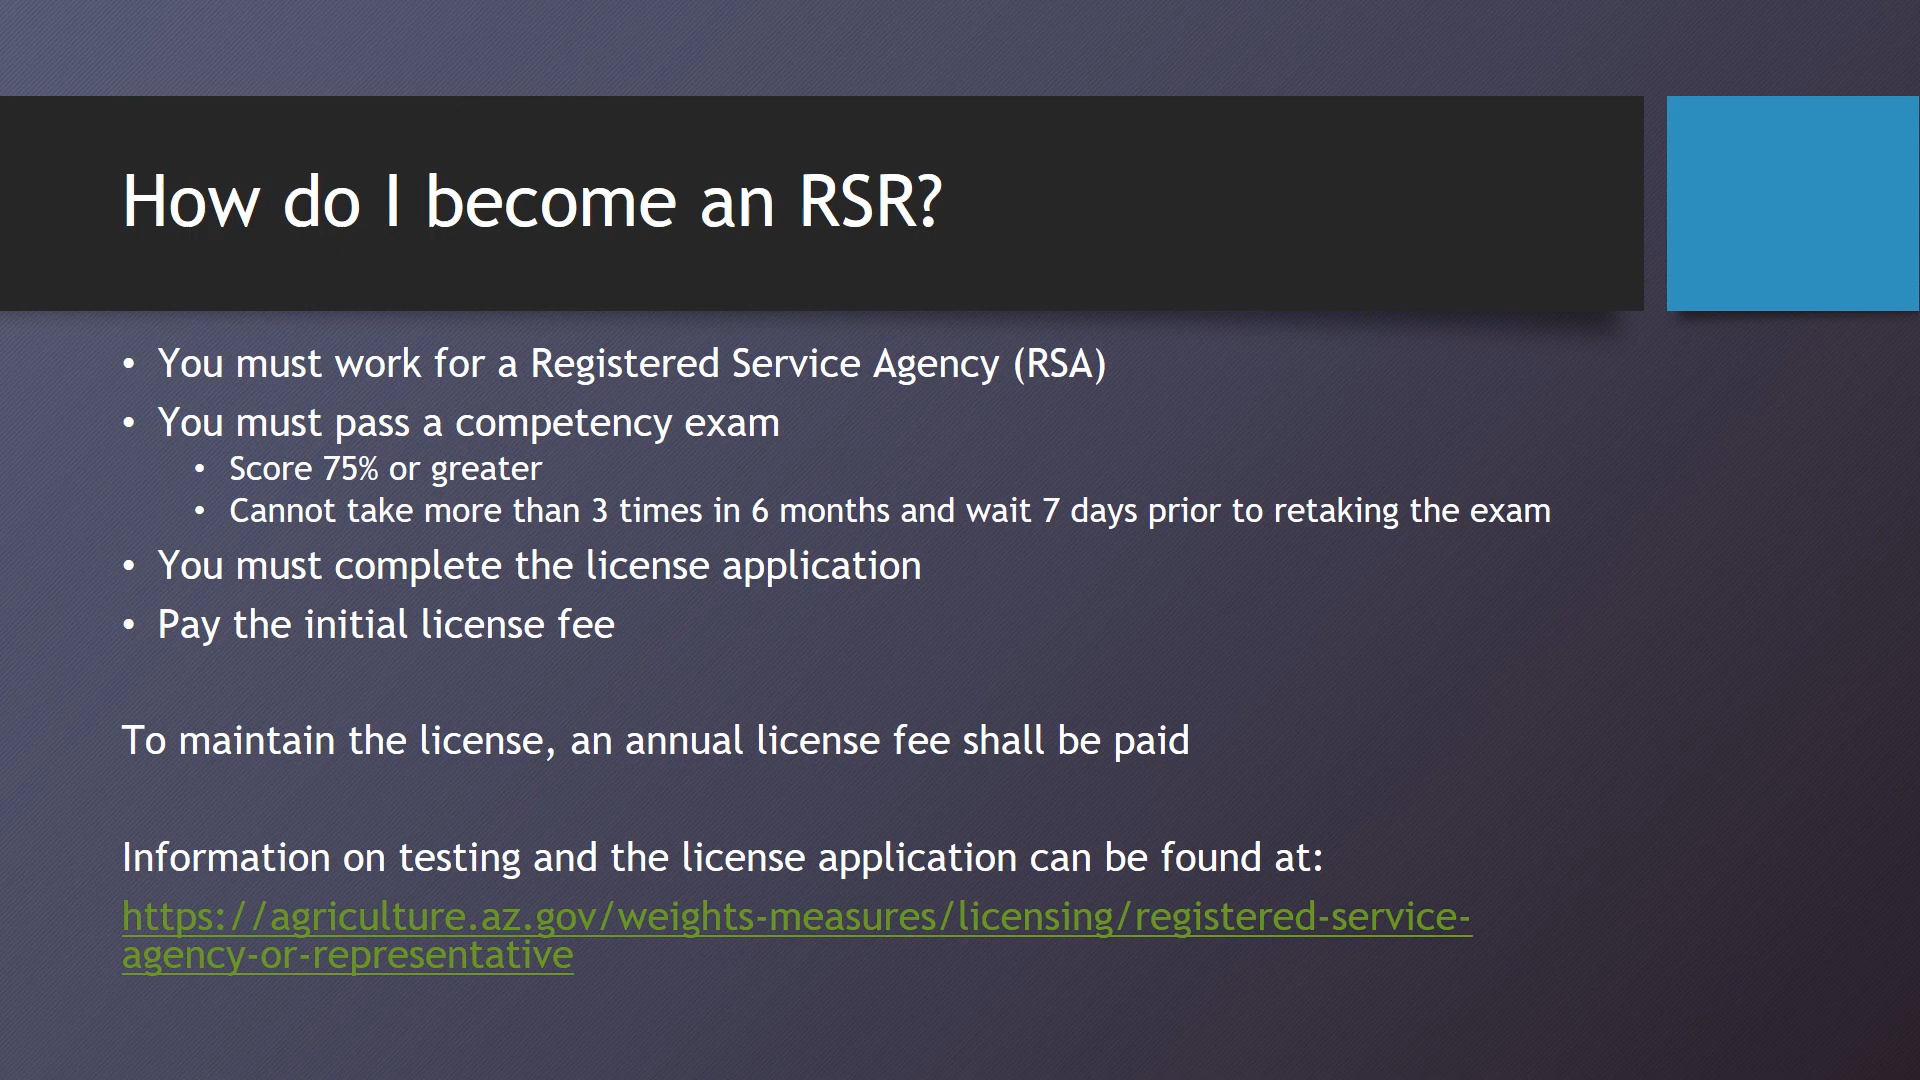 How do I become an RSR?
• You must work for a Registered Service Agency (RSA)
• You must pass a competency exam
• Score 75% or greater
• Cannot take more than 3 times in 6 months and wait 7 days prior to retaking the exam
• You must complete the license application
• Pay the initial license fee
To maintain the license, an annual license fee shall be paid
Information on testing and the license application can be found at:
https://agriculture.az.gov/weights-measures/licensing/registered-service-
agency-or-representative